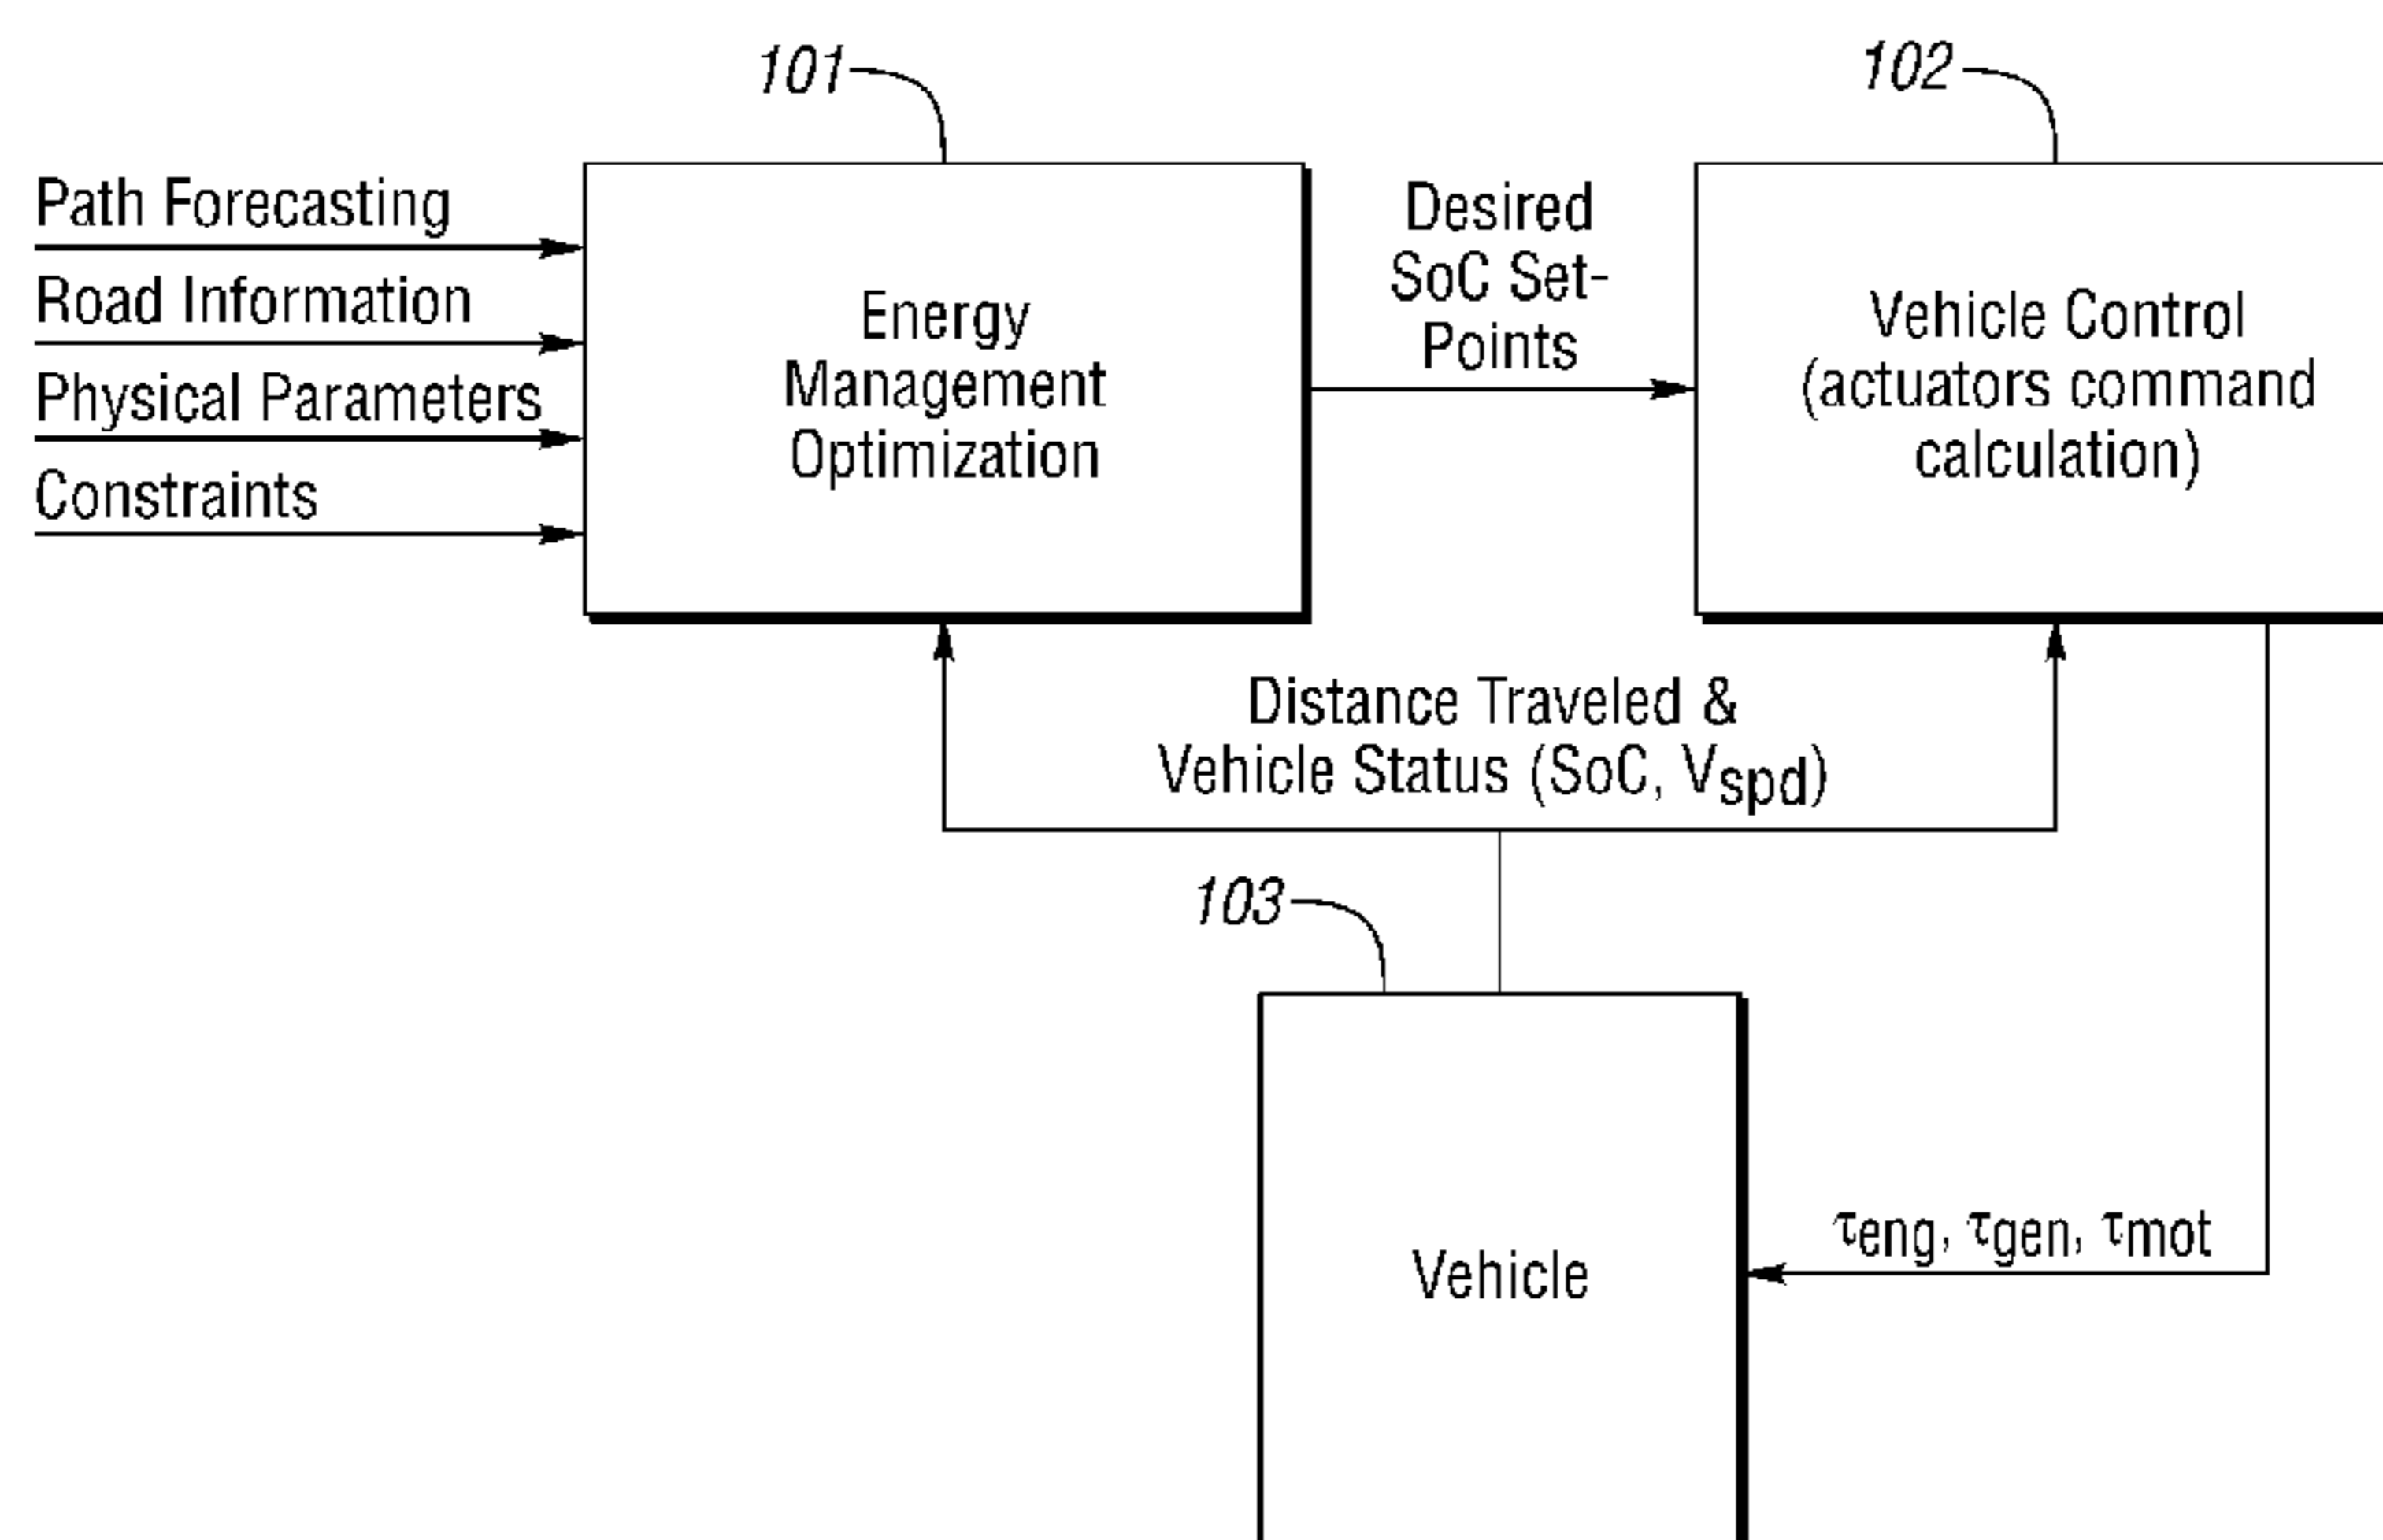 101
102
Path Forecasting
Road Information
Physical Parameters
Constraints
Energy
Management
Optimization
Desired
SoC Set-
Points
Vehicle Control
(actuators command
calculation)
Distance Traveled &
Vehicle Status (SoC, Vspd)
103
Vehicle
τeng, τgen, τmot